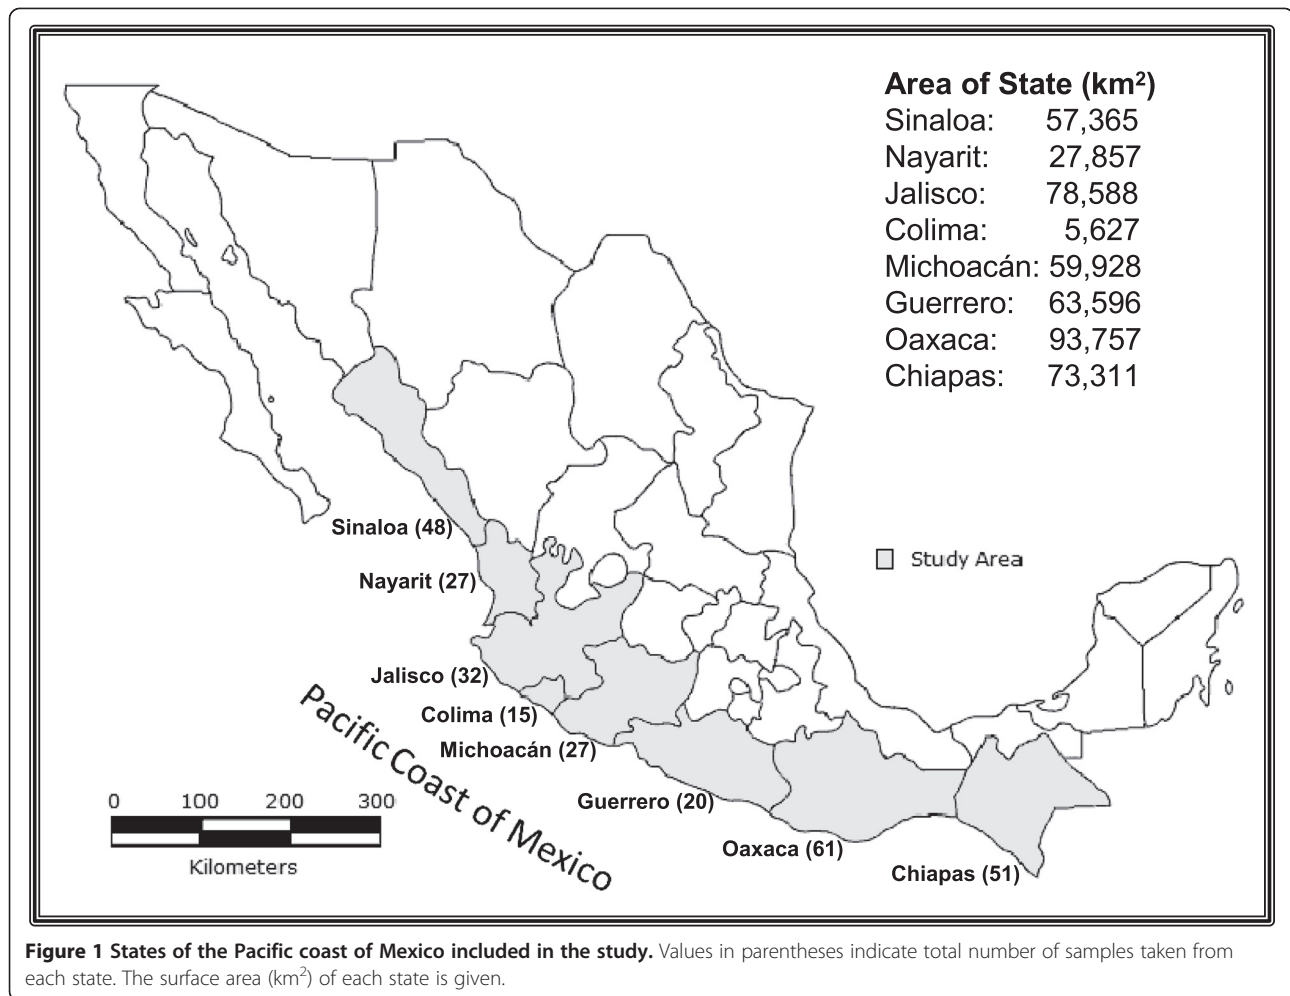 Area of State (km²)
Sinaloa: 57,365
Nayarit: 27,857
Jalisco: 78,588
Colima: 5,627
Michoacán: 59,928
Guerrero: 63,596
Oaxaca: 93,757
Chiapas: 73,311
Sinaloa (48)
Study Area
Nayarit (27)
Jalisco (32)
Colima (15)
Michoacán (27)
Guerrero (20)
Oaxaca (61)
Chiapas (51)
Pacific Coast of Mexico
0 100 200 300
Kilometers
Figure 1 States of the Pacific coast of Mexico included in the study. Values in parentheses indicate total number of samples taken from
each state. The surface area (km²) of each state is given.